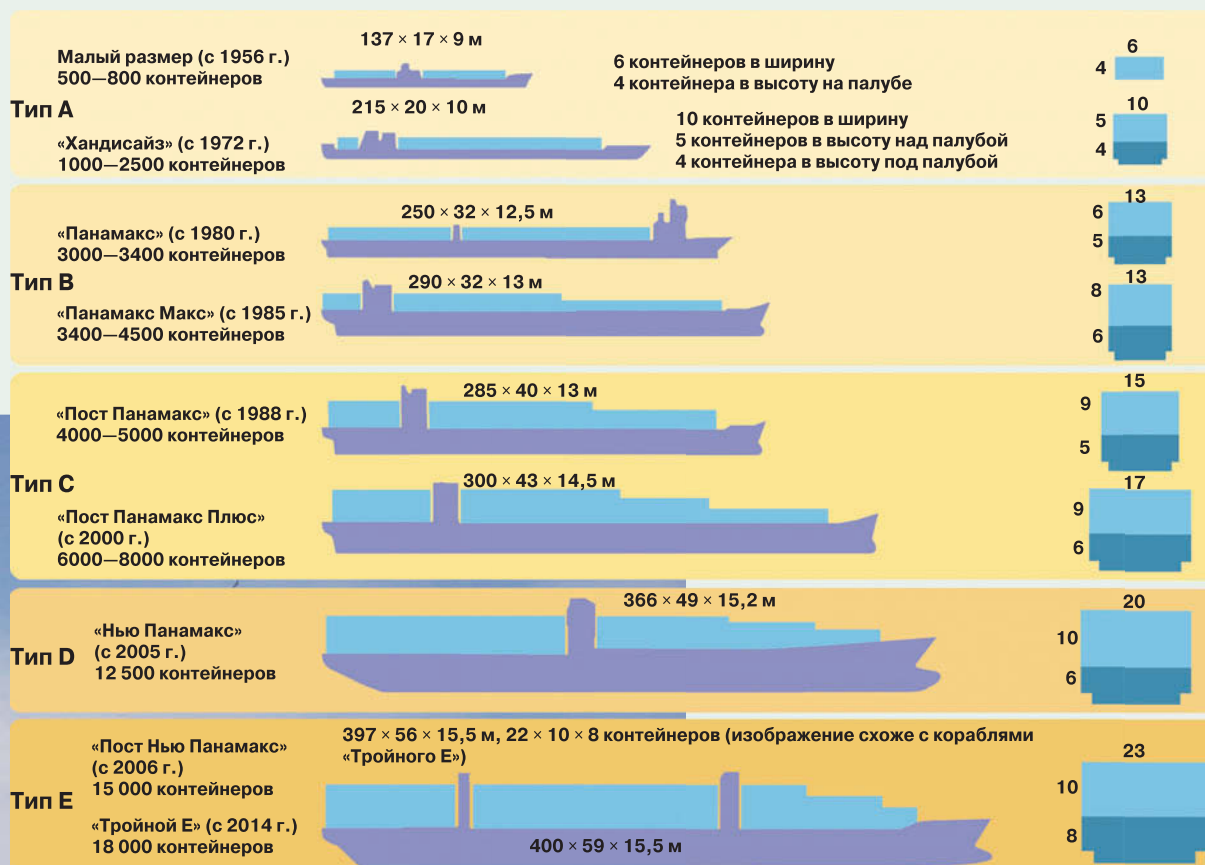 137 × 17 × 9 м
Малый размер (с 1956 г.)
500—800 контейнеров
6 контейнеров в ширину
4 контейнера в высоту на палубе
6
4
Тип A
215 × 20 × 10 м
«Хандисайз» (с 1972 г.)
1000—2500 контейнеров
10 контейнеров в ширину
5 контейнеров в высоту над палубой
4 контейнера в высоту под палубой
10
5
4
250 × 32 × 12,5 м
«Панамакс» (с 1980 г.)
3000—3400 контейнеров
13
6
5
Тип B
290 × 32 × 13 м
«Панамакс Макс» (с 1985 г.)
3400—4500 контейнеров
13
8
6
285 × 40 × 13 м
«Пост Панамакс» (с 1988 г.)
4000—5000 контейнеров
15
9
5
Тип C
300 × 43 × 14,5 м
«Пост Панамакс Плюс»
(с 2000 г.)
6000—8000 контейнеров
17
9
6
366 × 49 × 15,2 м
«Нью Панамакс»
(с 2005 г.)
12 500 контейнеров
Тип D
20
10
6
397 × 56 × 15,5 м, 22 × 10 × 8 контейнеров (изображение схоже с кораблями
«Тройного Е»)
«Пост Нью Панамакс»
(с 2006 г.)
15 000 контейнеров
Тип E
«Тройной Е» (с 2014 г.)
18 000 контейнеров
400 × 59 × 15,5 м
23
10
8